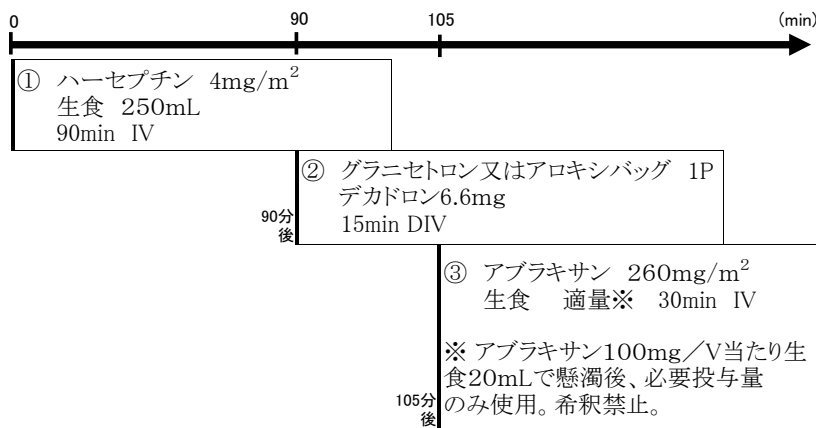 0 90 105 (min)
① ハーセプチン 4mg/m²
生食 250mL
90min IV
② グラニセトロン又はアロキシバッグ 1P
デカドロン6.6mg
15min DIV
90分
後
③ アブラキサン 260mg/m²
生食 適量※ 30min IV
※ アブラキサン100mg／V当たり生
食20mLで懸濁後、必要投与量
のみ使用。希釈禁止。
105分
後